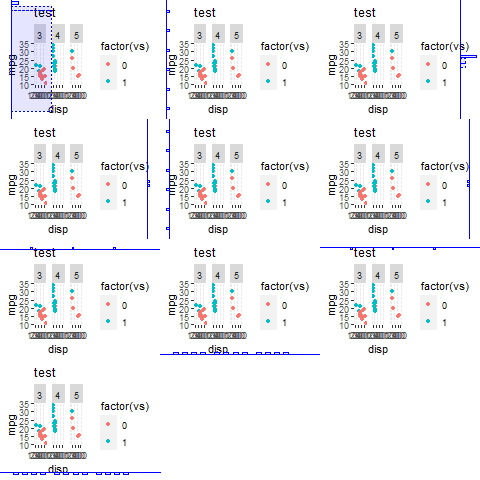 test test test
3 4 5 factor(vs) 3 4 5 factor(vs) 3 4 5 factor(vs)
mpg 35 30 25 20 15 10 0 1 mpg 35 30 25 20 15 10 0 1 mpg 35 30 25 20 15 10 0 1
disp disp disp
test test test
3 4 5 factor(vs) 3 4 5 factor(vs) 3 4 5 factor(vs)
mpg 35 30 25 20 15 10 0 1 mpg 35 30 25 20 15 10 0 1 mpg 35 30 25 20 15 10 0 1
disp disp disp
test test test
3 4 5 factor(vs) 3 4 5 factor(vs) 3 4 5 factor(vs)
mpg 35 30 25 20 15 10 0 1 mpg 35 30 25 20 15 10 0 1 mpg 35 30 25 20 15 10 0 1
disp disp disp
test
3 4 5 factor(vs)
mpg 35 30 25 20 15 10 0 1
disp